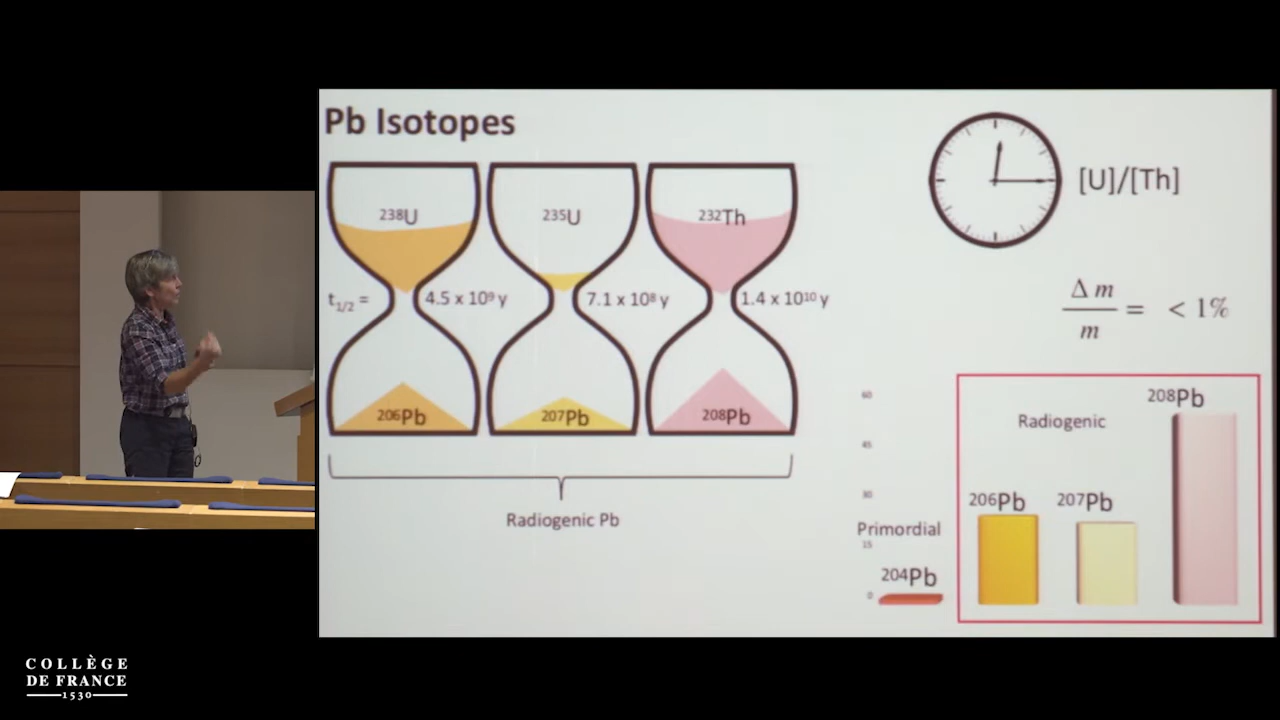 Pb Isotopes
²³⁸U
²³⁵U
²³²Th
[U]/[Th]
t₁/₂ =
4.5 x 10⁹ y
7.1 x 10⁸ y
1.4 x 10¹⁰ y
Δ m
m
= < 1%
²⁰⁶Pb
²⁰⁷Pb
²⁰⁸Pb
Radiogenic Pb
60
45
30
15
0
Primordial
²⁰⁴Pb
Radiogenic
²⁰⁶Pb
²⁰⁷Pb
²⁰⁸Pb
COLLÈGE
DE FRANCE
1530